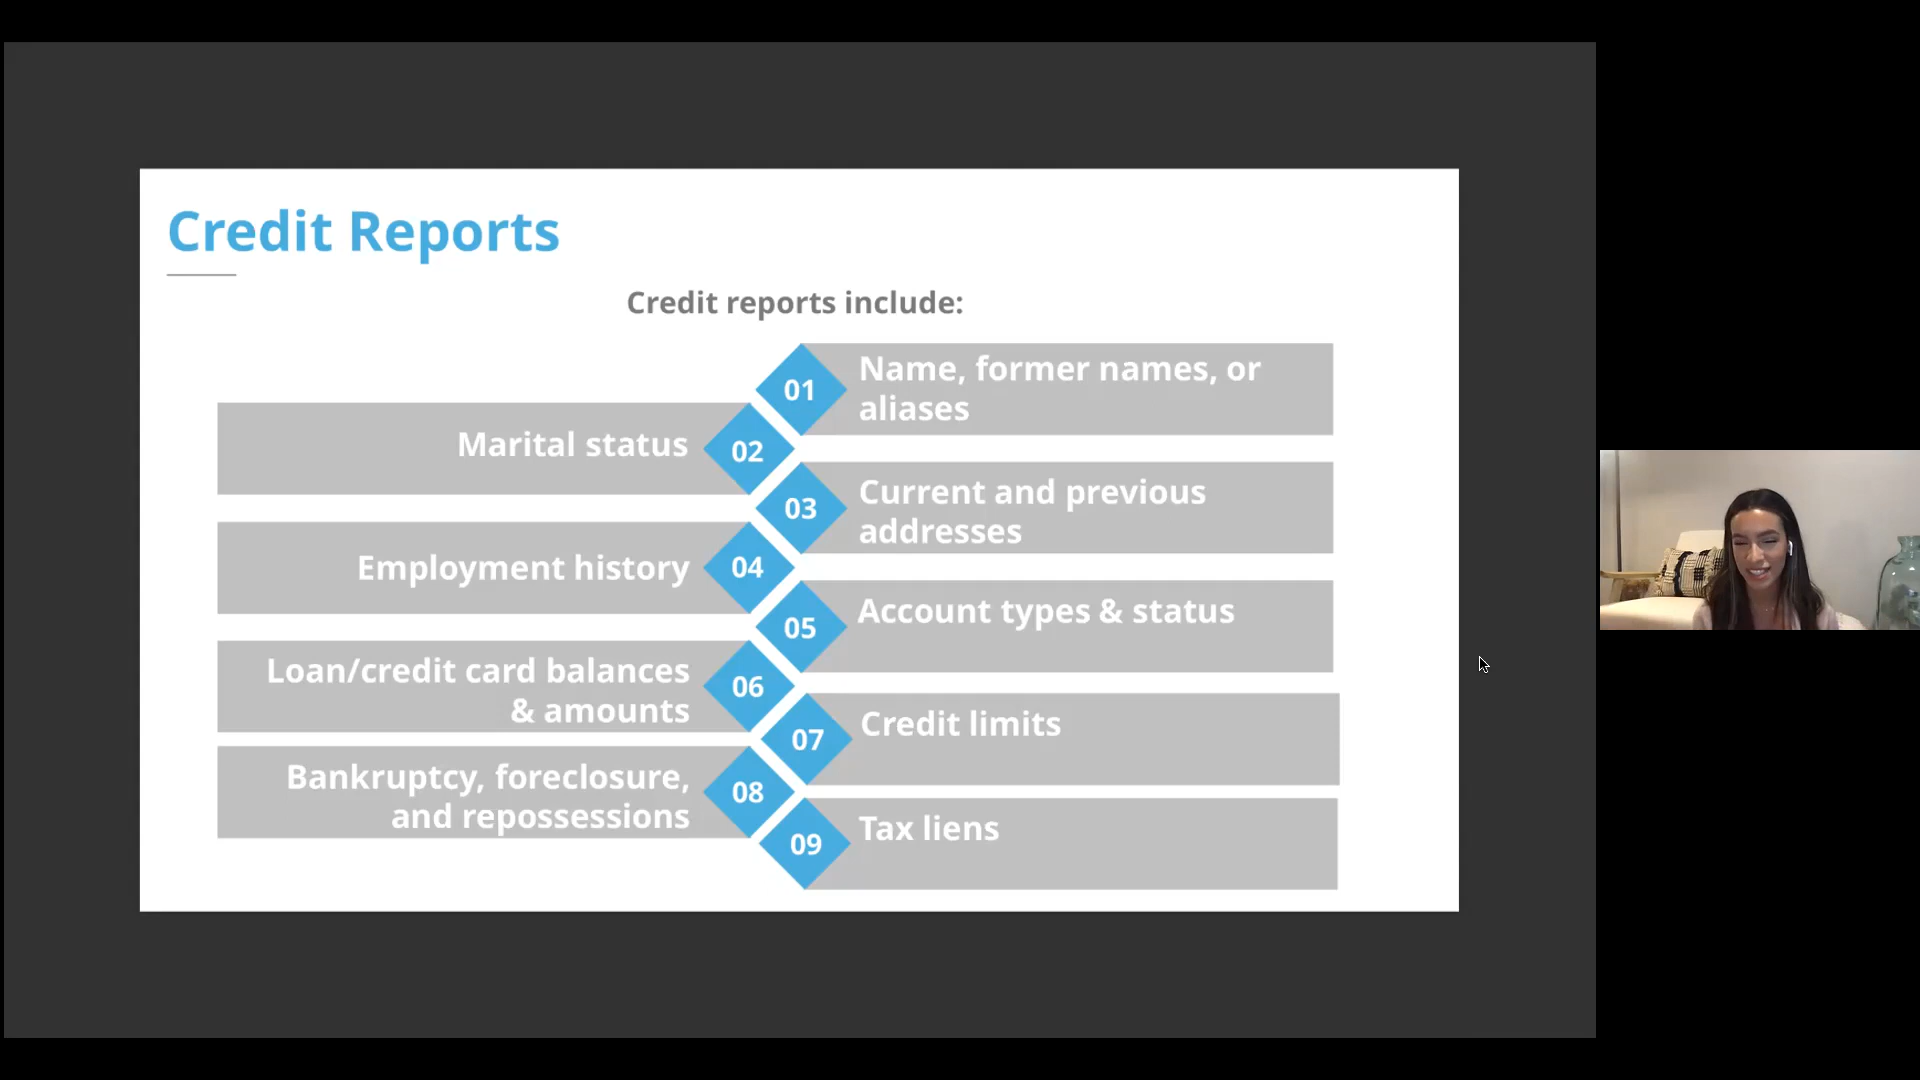 Credit Reports
Credit reports include:
01
Name, former names, or
aliases
Marital status
02
03
Current and previous
addresses
Employment history
04
05
Account types & status
Loan/credit card balances
& amounts
06
07
Credit limits
Bankruptcy, foreclosure,
and repossessions
08
09
Tax liens